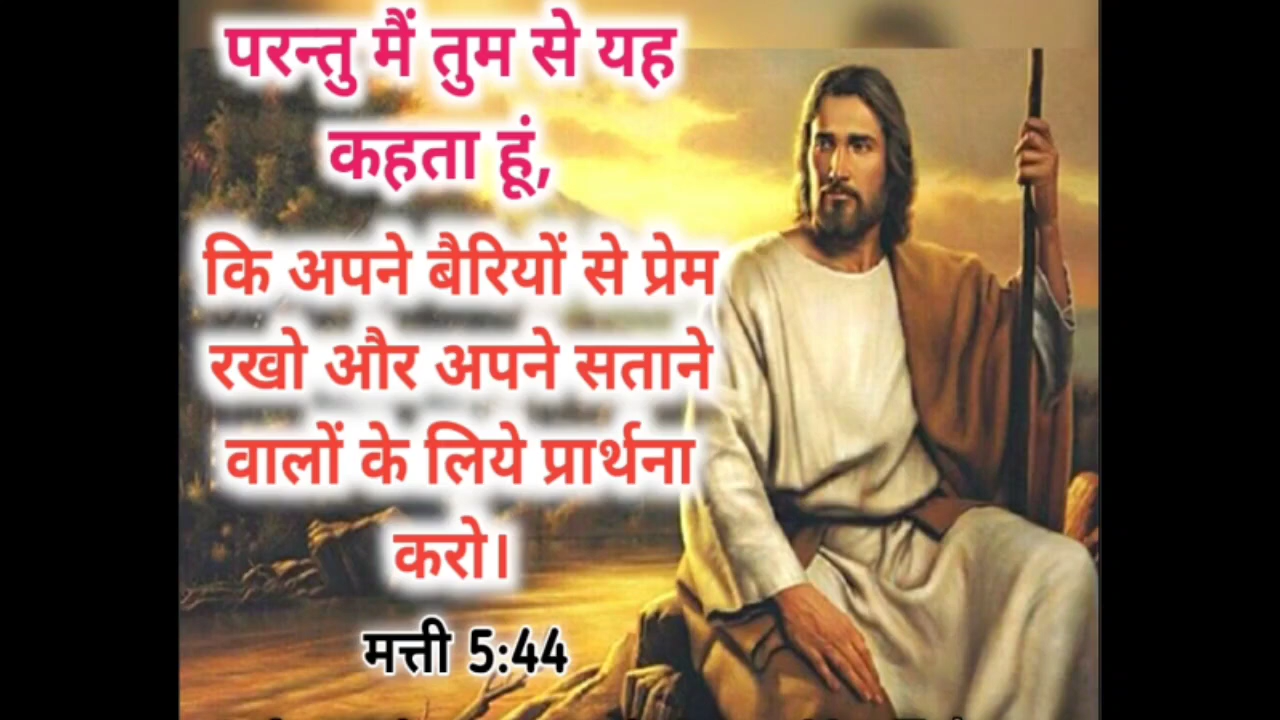 परन्तु मैं तुम से यह
कहता हूं,
कि अपने बैरियों से प्रेम
रखो और अपने सताने
वालों के लिये प्रार्थना
करो।
मत्ती 5:44